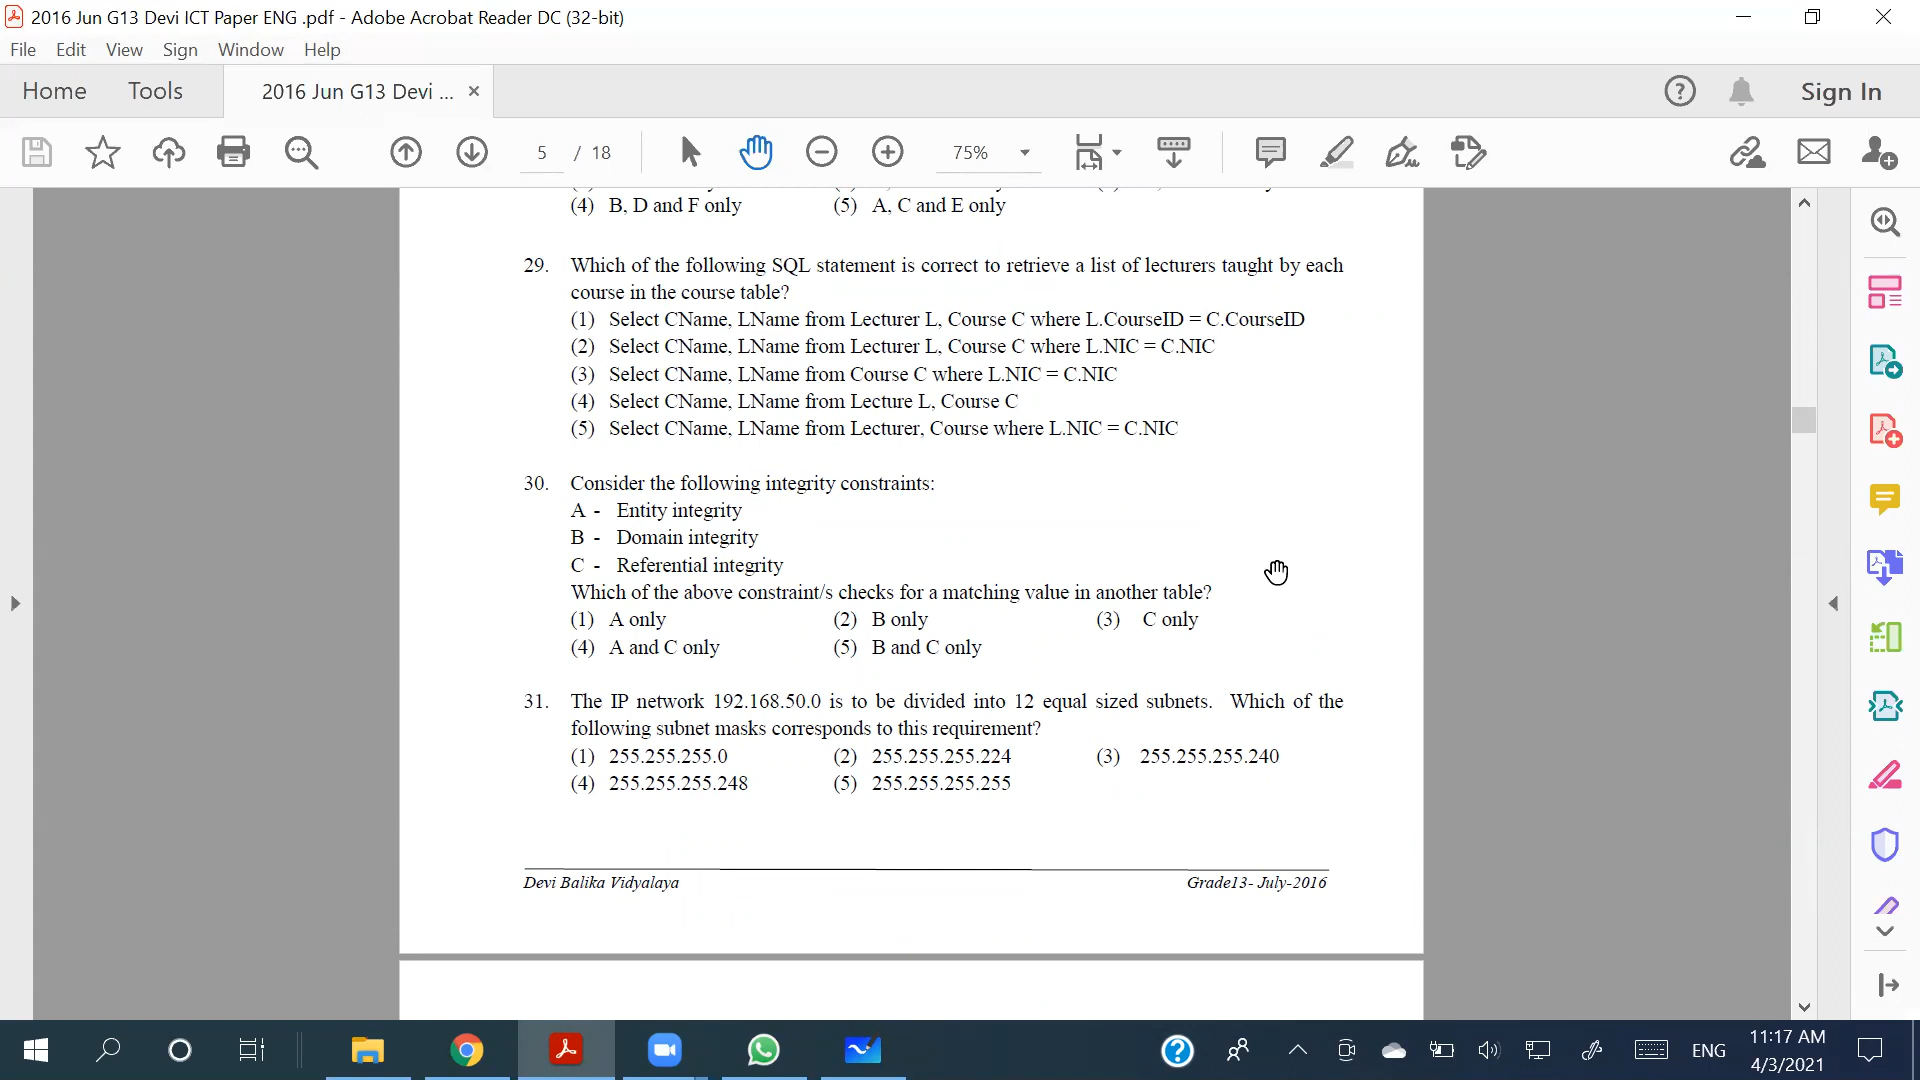 2016 Jun G13 Devi ICT Paper ENG .pdf - Adobe Acrobat Reader DC (32-bit)
File Edit View Sign Window Help
Home Tools 2016 Jun G13 Devi ... × Sign In
5 / 18 75%
(4) B, D and F only (5) A, C and E only
29. Which of the following SQL statement is correct to retrieve a list of lecturers taught by each
course in the course table?
(1) Select CName, LName from Lecturer L, Course C where L.CourseID = C.CourseID
(2) Select CName, LName from Lecturer L, Course C where L.NIC = C.NIC
(3) Select CName, LName from Course C where L.NIC = C.NIC
(4) Select CName, LName from Lecture L, Course C
(5) Select CName, LName from Lecturer, Course where L.NIC = C.NIC
30. Consider the following integrity constraints:
A - Entity integrity
B - Domain integrity
C - Referential integrity
Which of the above constraint/s checks for a matching value in another table?
(1) A only (2) B only (3) C only
(4) A and C only (5) B and C only
31. The IP network 192.168.50.0 is to be divided into 12 equal sized subnets. Which of the
following subnet masks corresponds to this requirement?
(1) 255.255.255.0 (2) 255.255.255.224 (3) 255.255.255.240
(4) 255.255.255.248 (5) 255.255.255.255
Devi Balika Vidyalaya Grade13- July-2016
ENG 11:17 AM
4/3/2021